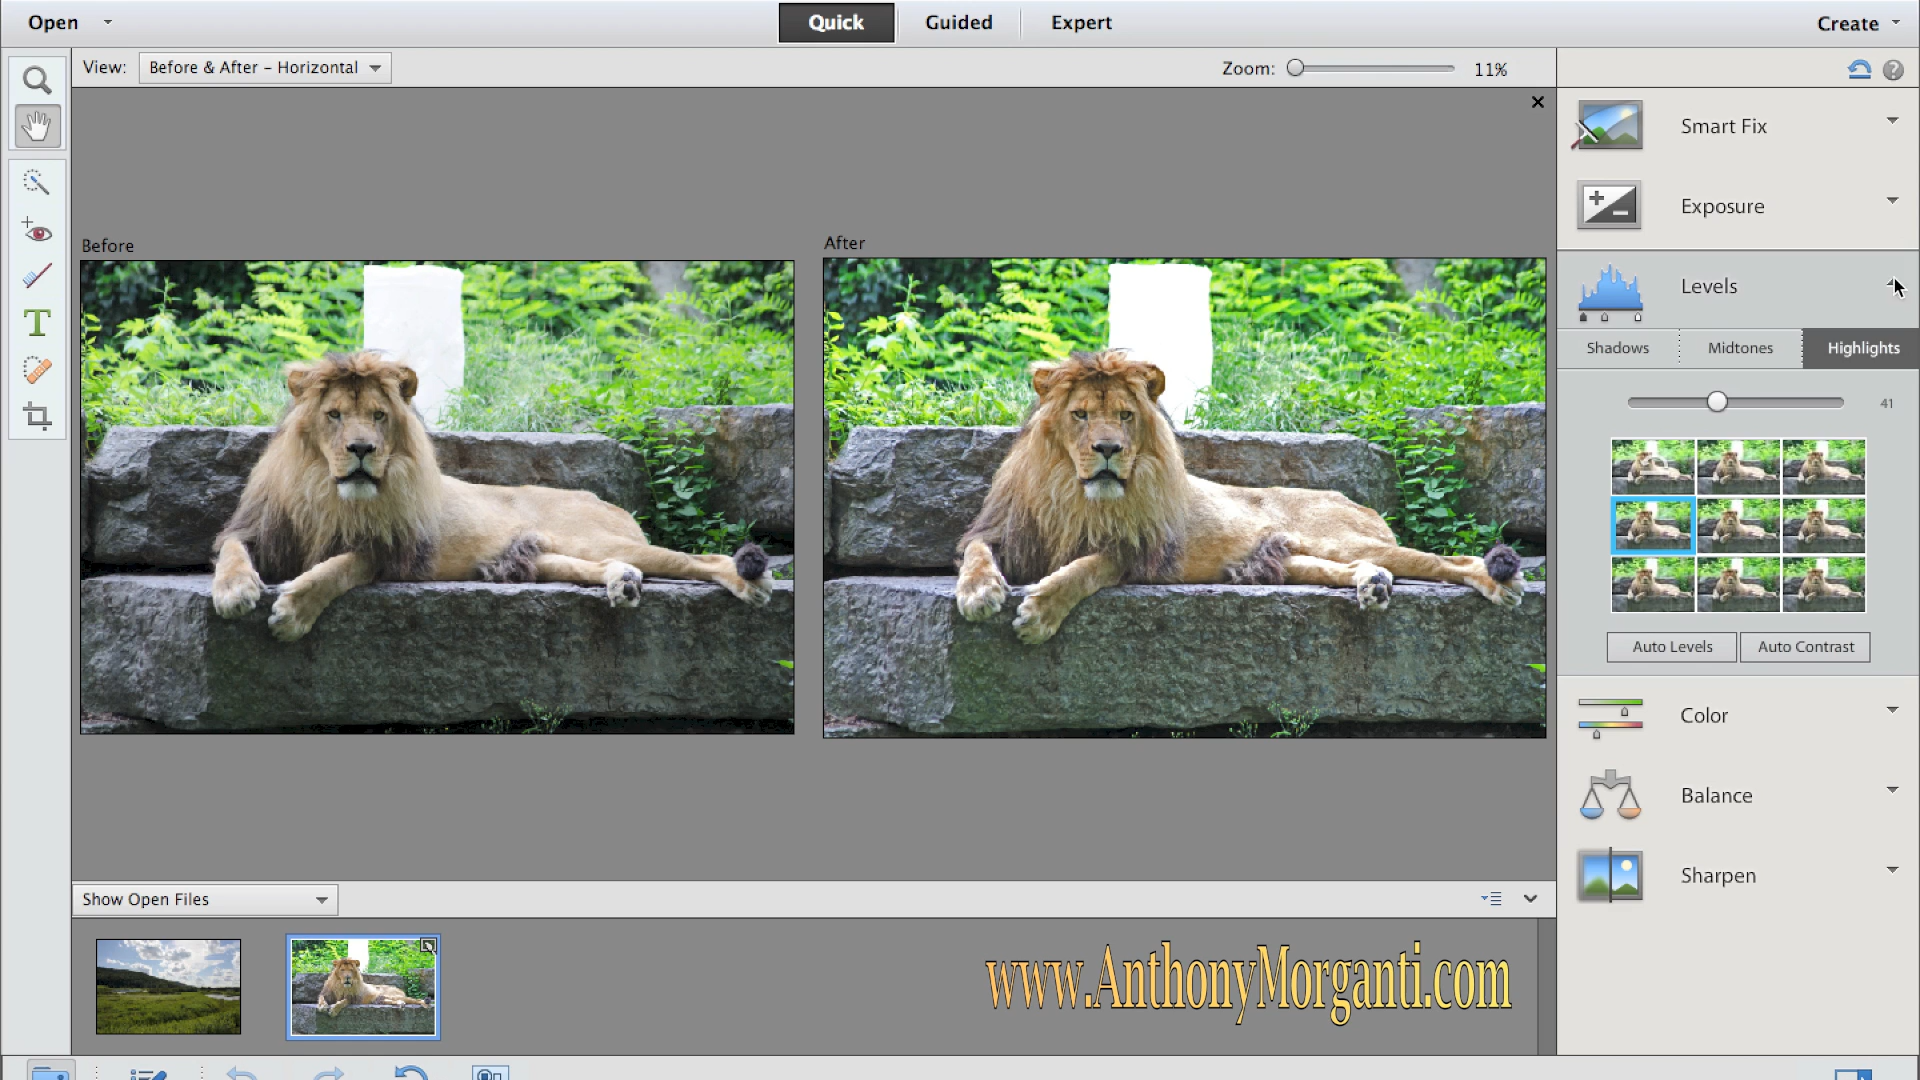 Open
Quick
Guided
Expert
Create
View: Before & After – Horizontal
Zoom: 11%
Smart Fix
Exposure
Before
After
Levels
Shadows
Midtones
Highlights
41
Auto Levels
Auto Contrast
Color
Balance
Sharpen
Show Open Files
www.AnthonyMorganti.com